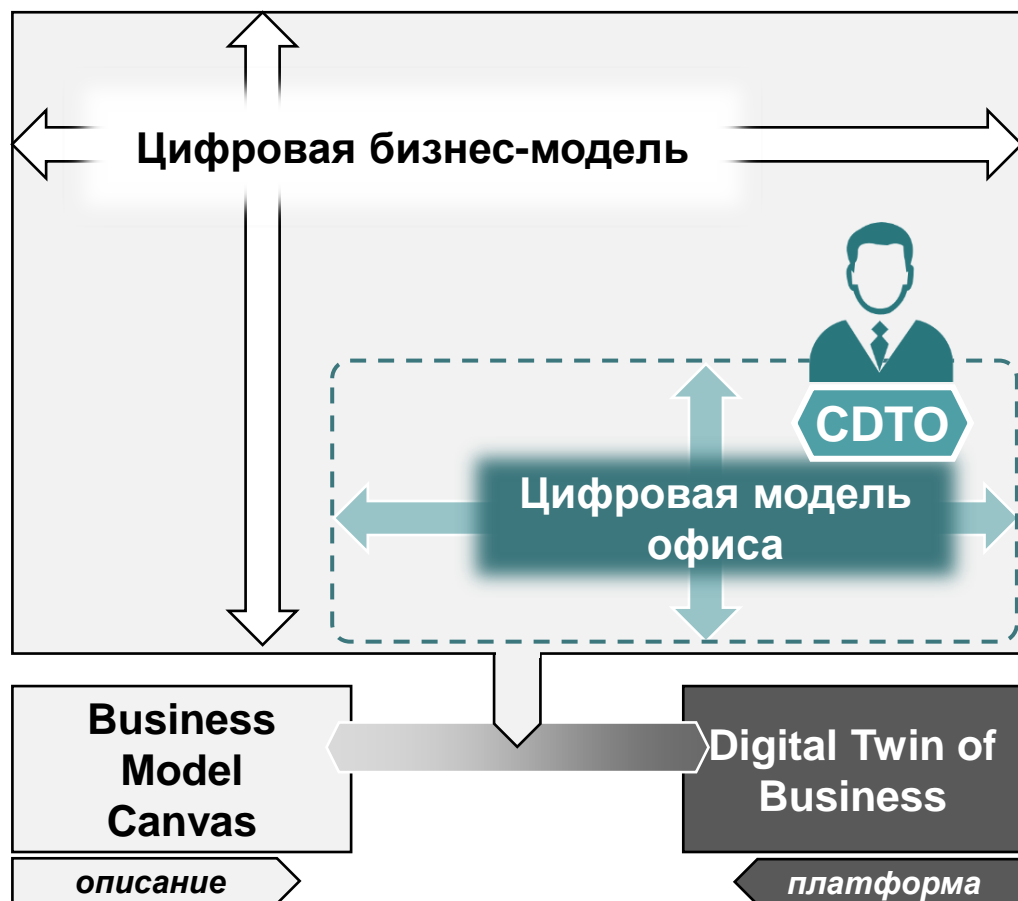 Цифровая бизнес-модель
CDTO
Цифровая модель
офиса
Business
Model
Canvas
Digital Twin of
Business
описание
платформа